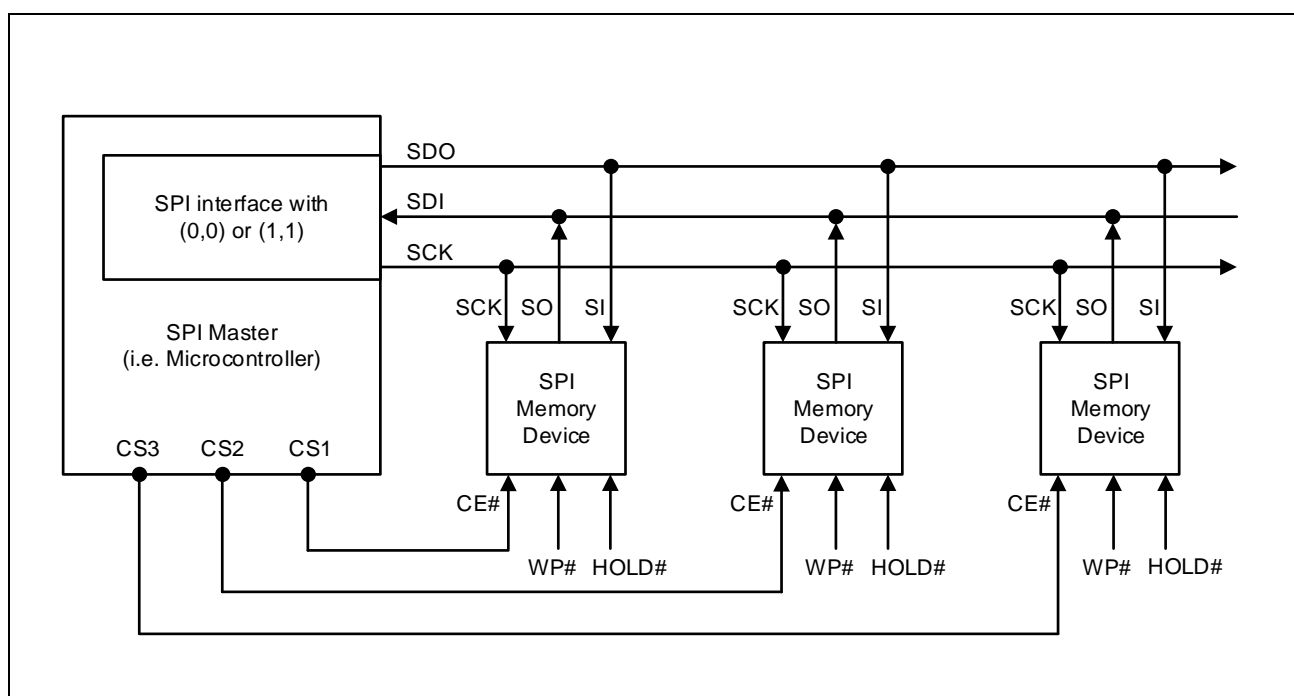 SDO
SDI
SCK
SPI interface with
(0,0) or (1,1)
SPI Master
(i.e. Microcontroller)
CS3 CS2 CS1
SCK SO SI
SPI
Memory
Device
CE#
WP# HOLD#
SCK SO SI
SPI
Memory
Device
CE#
WP# HOLD#
SCK SO SI
SPI
Memory
Device
CE#
WP# HOLD#